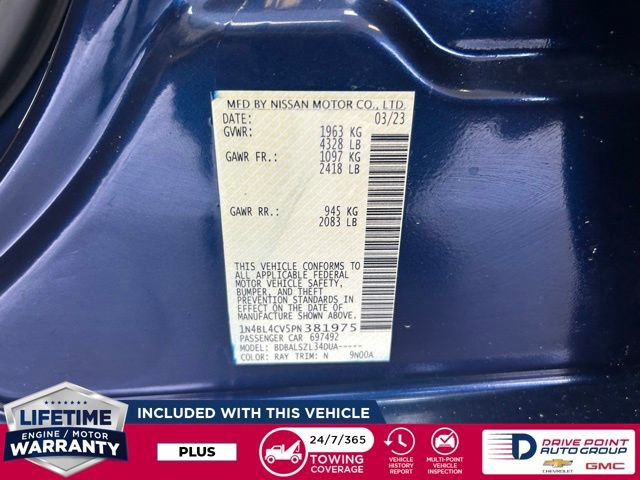 MFD BY NISSAN MOTOR CO., LTD.
DATE: 03/23
GVWR: 1963 KG
4328 LB
GAWR FR.: 1097 KG
2418 LB
GAWR RR.: 945 KG
2083 LB
THIS VEHICLE CONFORMS TO
ALL APPLICABLE FEDERAL
MOTOR VEHICLE SAFETY,
BUMPER, AND THEFT
PREVENTION STANDARDS IN
EFFECT ON THE DATE OF
MANUFACTURE SHOWN ABOVE.
1N4BL4CV5PN381975
PASSENGER CAR 697492
MODEL: BDBALSZL34DUA-----
COLOR: RAY TRIM: N 9N00A
LIFETIME
ENGINE / MOTOR
WARRANTY
INCLUDED WITH THIS VEHICLE
PLUS
24/7/365
TOWING
COVERAGE
VEHICLE
HISTORY
REPORT
MULTI-POINT
VEHICLE
INSPECTION
DRIVE POINT
AUTO GROUP
CHEVROLET
GMC